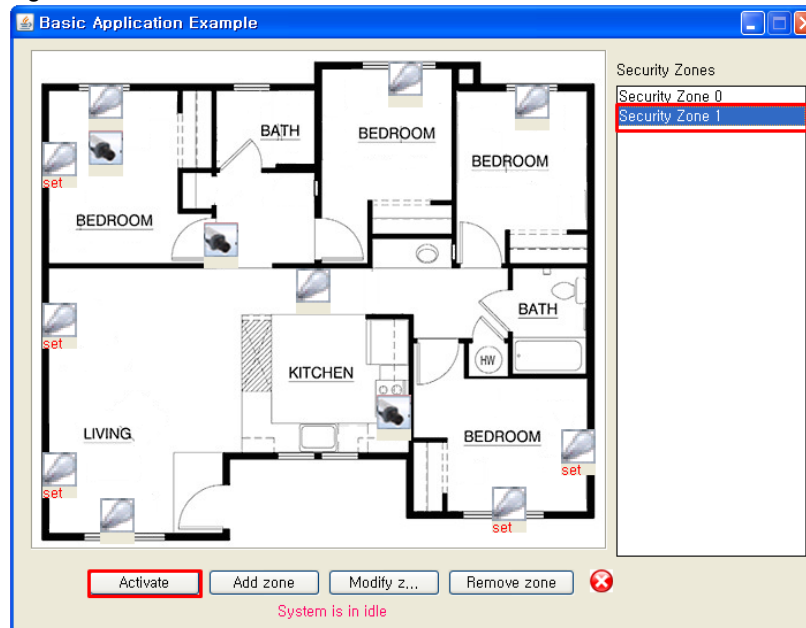 Basic Application Example
Security Zones
Security Zone 0
Security Zone 1
BATH
BEDROOM
BEDROOM
set
BEDROOM
BATH
set
HW
KITCHEN
LIVING
BEDROOM
set
set
set
Activate
Add zone
Modify z...
Remove zone
System is in idle